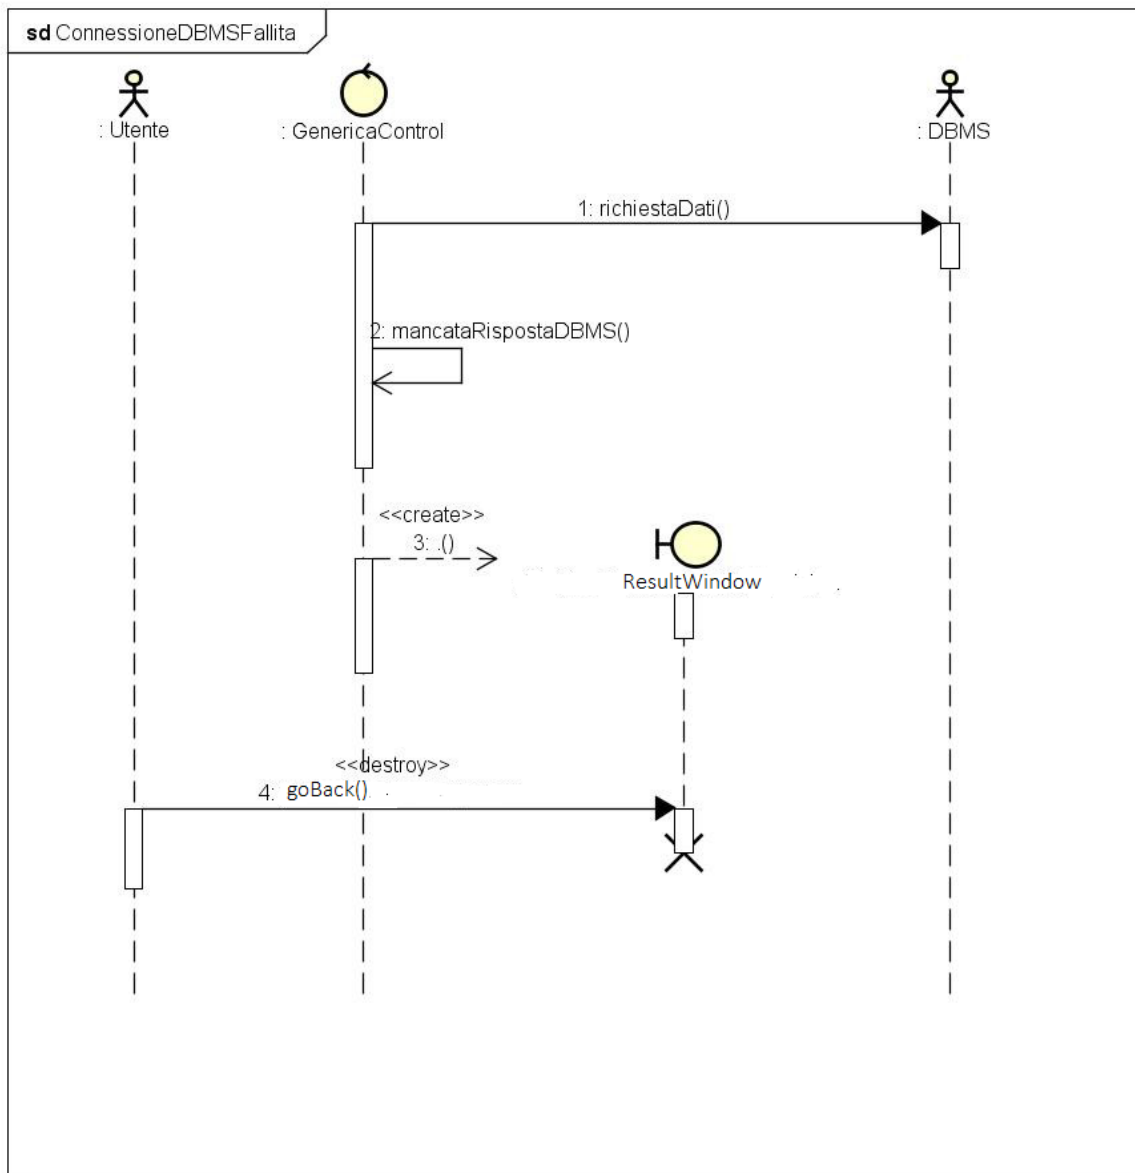 sd ConnessioneDBMSFallita
: Utente
: GenericaControl
: DBMS
1: richiestaDati()
2: mancataRispostaDBMS()
<<create>>
3: .()
ResultWindow
<<destroy>>
4: goBack()